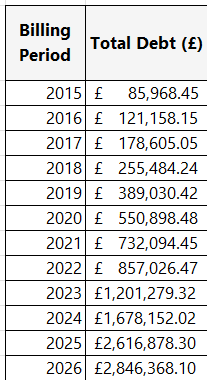 Billing Period Total Debt (£)
2015 £ 85,968.45
2016 £ 121,158.15
2017 £ 178,605.05
2018 £ 255,484.24
2019 £ 389,030.42
2020 £ 550,898.48
2021 £ 732,094.45
2022 £ 857,026.47
2023 £1,201,279.32
2024 £1,678,152.02
2025 £2,616,878.30
2026 £2,846,368.10